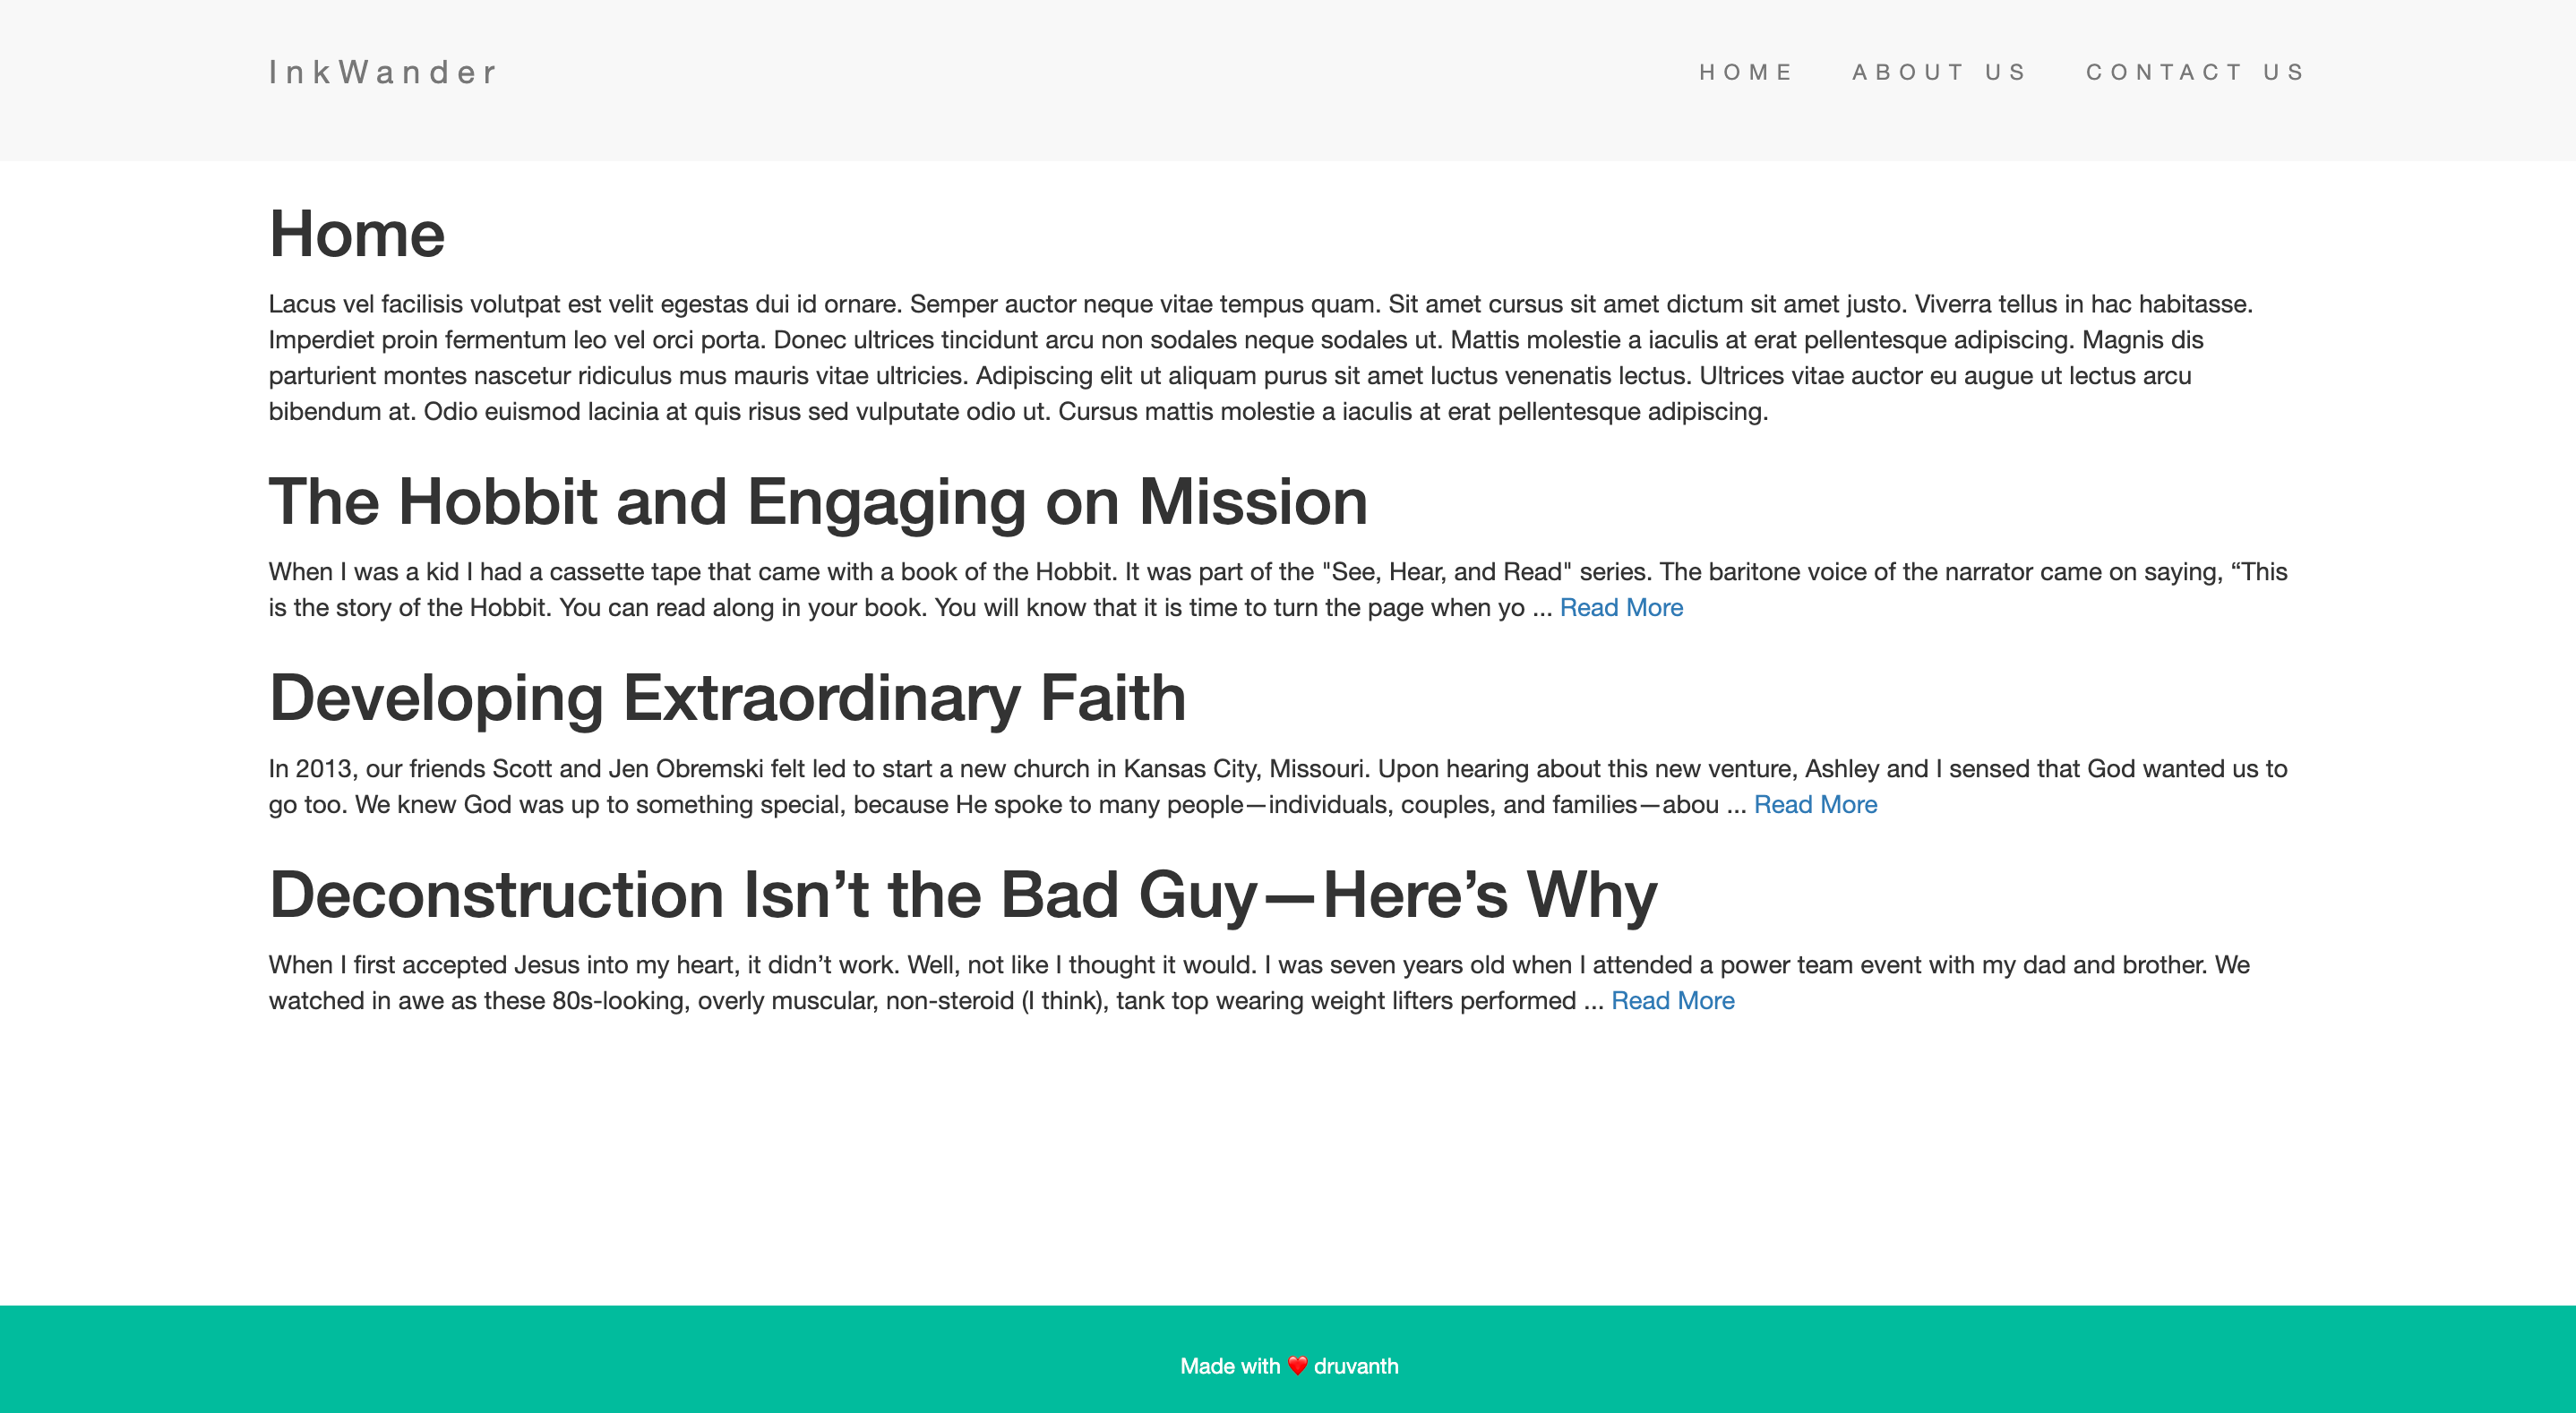 InkWander
HOME ABOUT US CONTACT US
Home
Lacus vel facilisis volutpat est velit egestas dui id ornare. Semper auctor neque vitae tempus quam. Sit amet cursus sit amet dictum sit amet justo. Viverra tellus in hac habitasse.
Imperdiet proin fermentum leo vel orci porta. Donec ultrices tincidunt arcu non sodales neque sodales ut. Mattis molestie a iaculis at erat pellentesque adipiscing. Magnis dis
parturient montes nascetur ridiculus mus mauris vitae ultricies. Adipiscing elit ut aliquam purus sit amet luctus venenatis lectus. Ultrices vitae auctor eu augue ut lectus arcu
bibendum at. Odio euismod lacinia at quis risus sed vulputate odio ut. Cursus mattis molestie a iaculis at erat pellentesque adipiscing.
The Hobbit and Engaging on Mission
When I was a kid I had a cassette tape that came with a book of the Hobbit. It was part of the "See, Hear, and Read" series. The baritone voice of the narrator came on saying, “This
is the story of the Hobbit. You can read along in your book. You will know that it is time to turn the page when yo ... Read More
Developing Extraordinary Faith
In 2013, our friends Scott and Jen Obremski felt led to start a new church in Kansas City, Missouri. Upon hearing about this new venture, Ashley and I sensed that God wanted us to
go too. We knew God was up to something special, because He spoke to many people—individuals, couples, and families—abou ... Read More
Deconstruction Isn’t the Bad Guy—Here’s Why
When I first accepted Jesus into my heart, it didn’t work. Well, not like I thought it would. I was seven years old when I attended a power team event with my dad and brother. We
watched in awe as these 80s-looking, overly muscular, non-steroid (I think), tank top wearing weight lifters performed ... Read More
Made with ❤️ druvanth